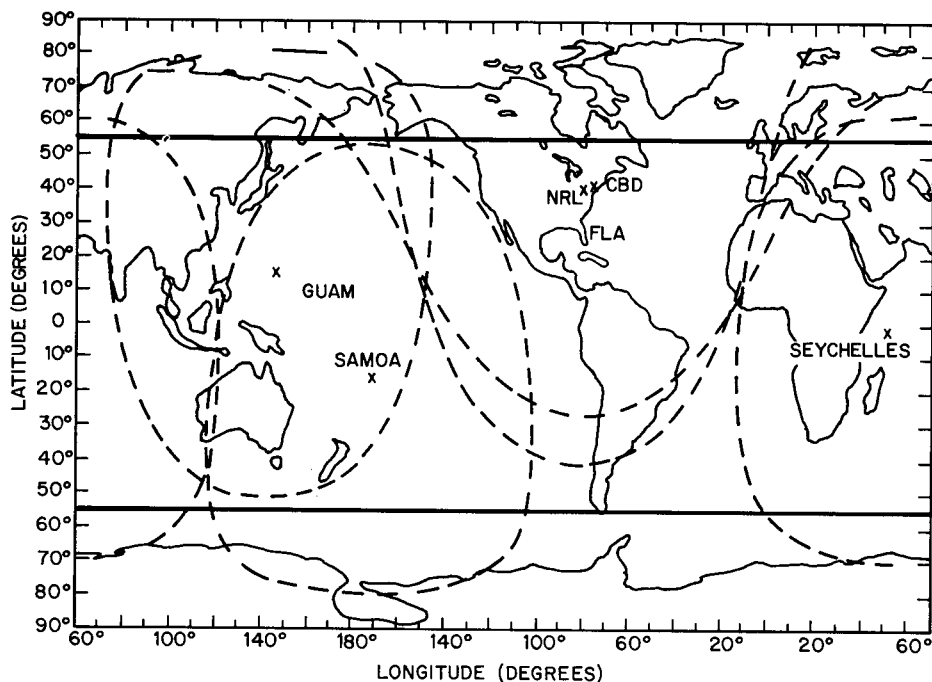 90°
80°
70°
60°
50°
40°
30°
20°
10°
0
10°
20°
30°
40°
50°
60°
70°
80°
90°
LATITUDE (DEGREES)
NRL
CBD
FLA
GUAM
SAMOA
SEYCHELLES
60° 100° 140° 180° 140° 100° 60° 20° 20° 60°
LONGITUDE (DEGREES)